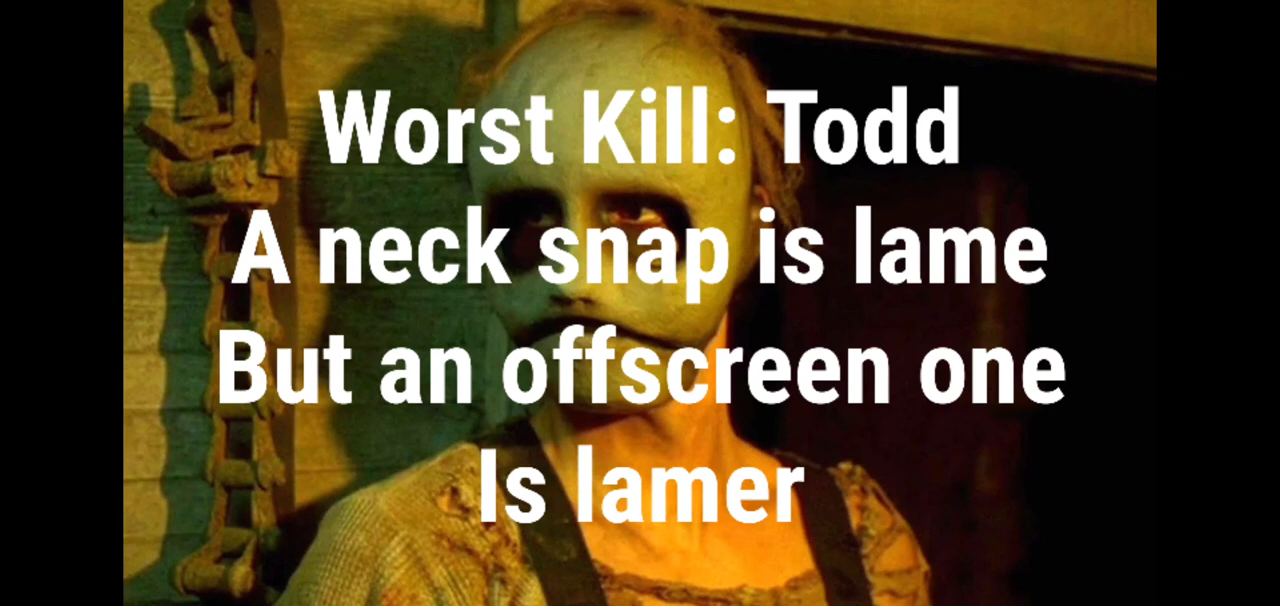 Worst Kill: Todd
A neck snap is lame
But an offscreen one
Is lamer